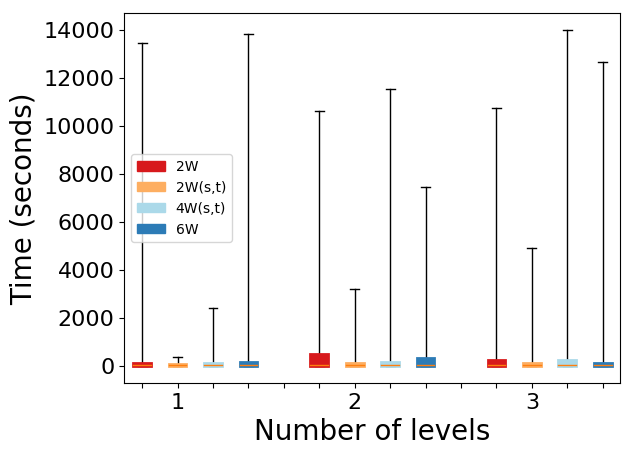 14000
12000
10000
8000
6000
4000
2000
0
Time (seconds)
2W
2W(s,t)
4W(s,t)
6W
1 2 3
Number of levels